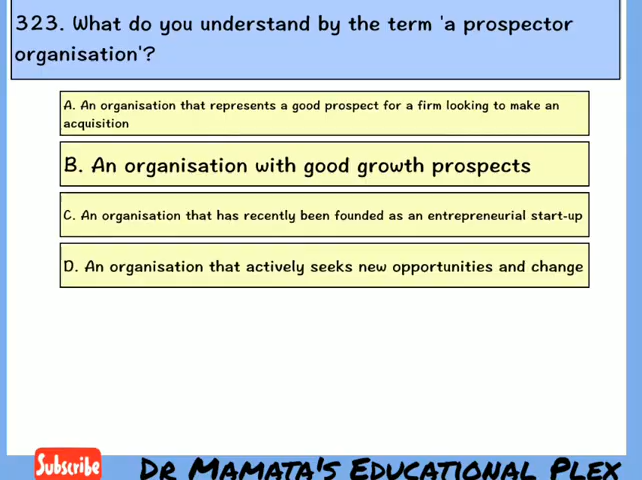 323. What do you understand by the term 'a prospector
organisation'?
A. An organisation that represents a good prospect for a firm looking to make an
acquisition
B. An organisation with good growth prospects
C. An organisation that has recently been founded as an entrepreneurial start-up
D. An organisation that actively seeks new opportunities and change
Subscribe
Dr Mamata's Educational Plex